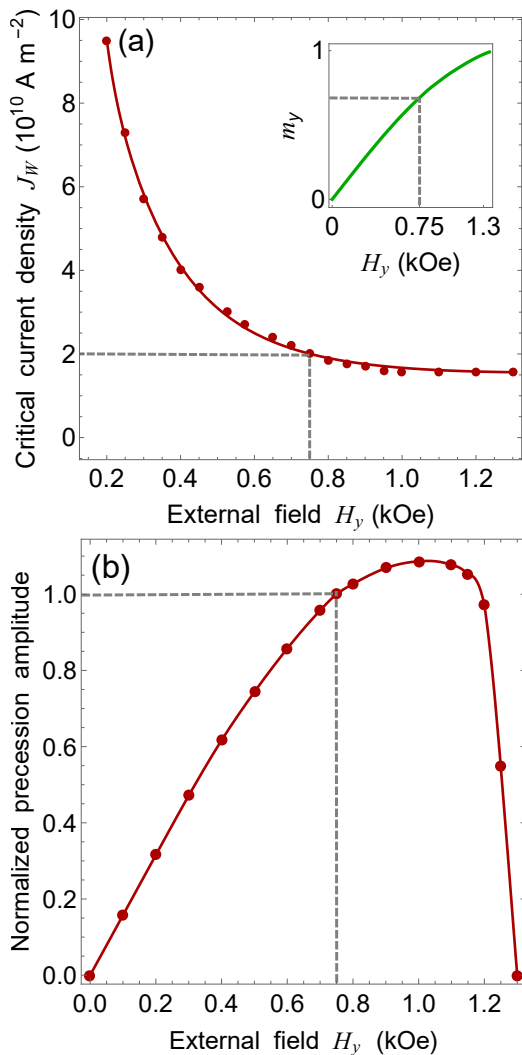 (a)
Critical current density J_W (10^10 A m^−2)
10
8
6
4
2
0
0.2 0.4 0.6 0.8 1.0 1.2
External field H_y (kOe)
m_y
1
0
0 0.75 1.3
H_y (kOe)
(b)
Normalized precession amplitude
1.0
0.8
0.6
0.4
0.2
0.0
0.0 0.2 0.4 0.6 0.8 1.0 1.2
External field H_y (kOe)